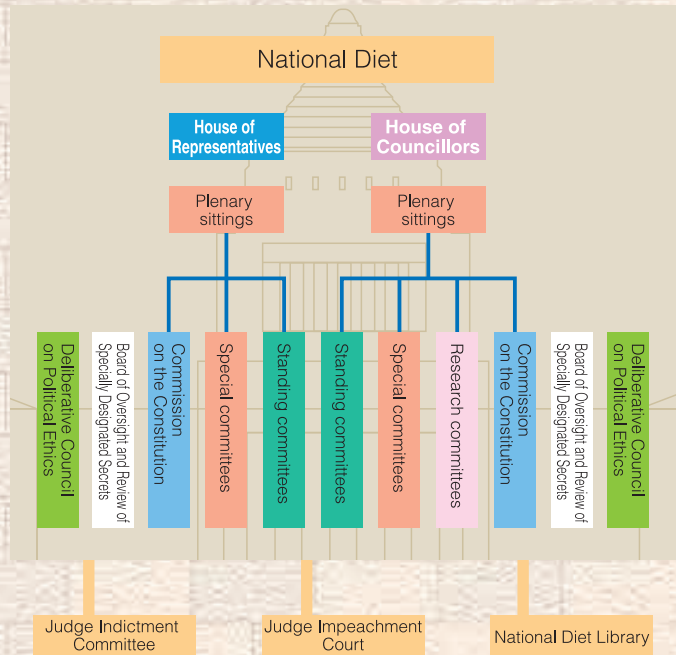 National Diet
House of
Representatives
House of
Councillors
Plenary
sittings
Plenary
sittings
Deliberative Council
on Political Ethics
Board of Oversight and Review of
Specially Designated Secrets
Commission
on the Constitution
Special committees
Standing committees
Standing committees
Special committees
Research committees
Commission
on the Constitution
Board of Oversight and Review of
Specially Designated Secrets
Deliberative Council
on Political Ethics
Judge Indictment
Committee
Judge Impeachment
Court
National Diet Library